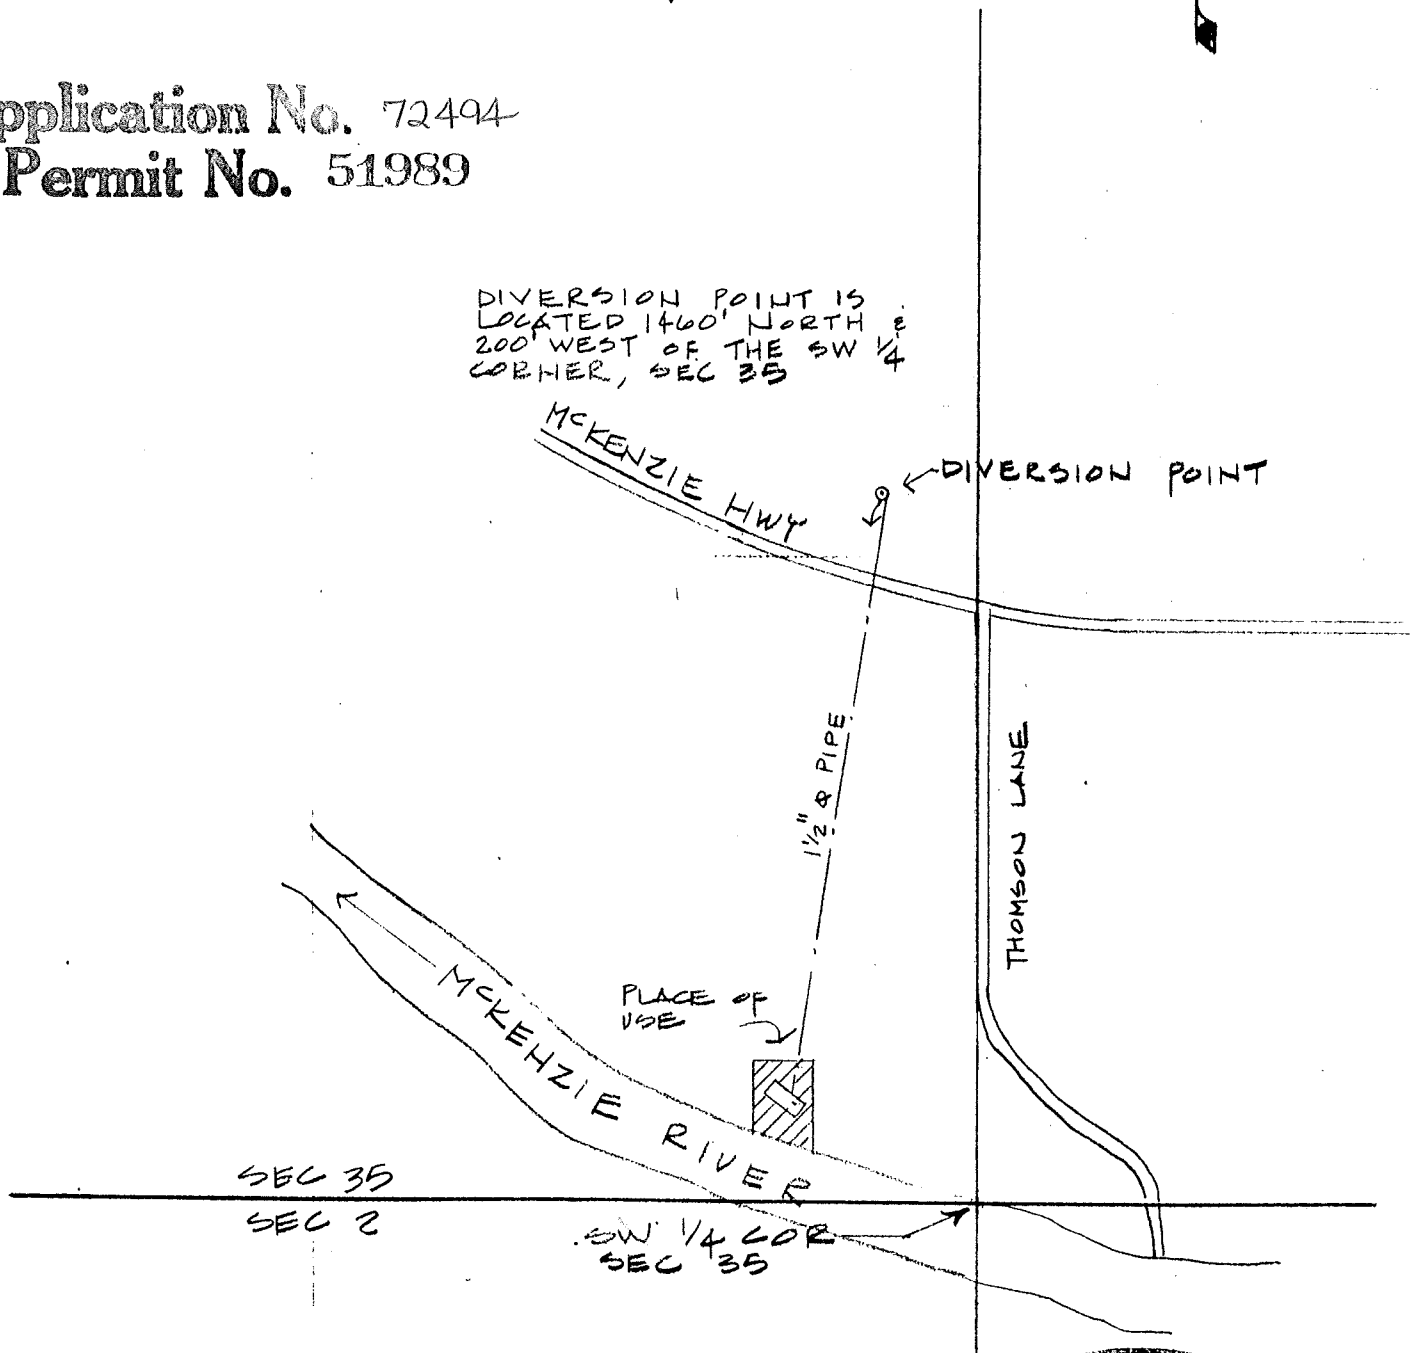 pplication No. 72494
Permit No. 51989
DIVERSION POINT IS
LOCATED 1460' NORTH &
200' WEST OF THE SW 1/4
CORNER, SEC 35
McKENZIE HWY
DIVERSION POINT
1 1/2" ø PIPE
THOMSON LANE
PLACE OF
USE
McKENZIE RIVER
SEC 35
SEC 2
SW 1/4 COR
SEC 35